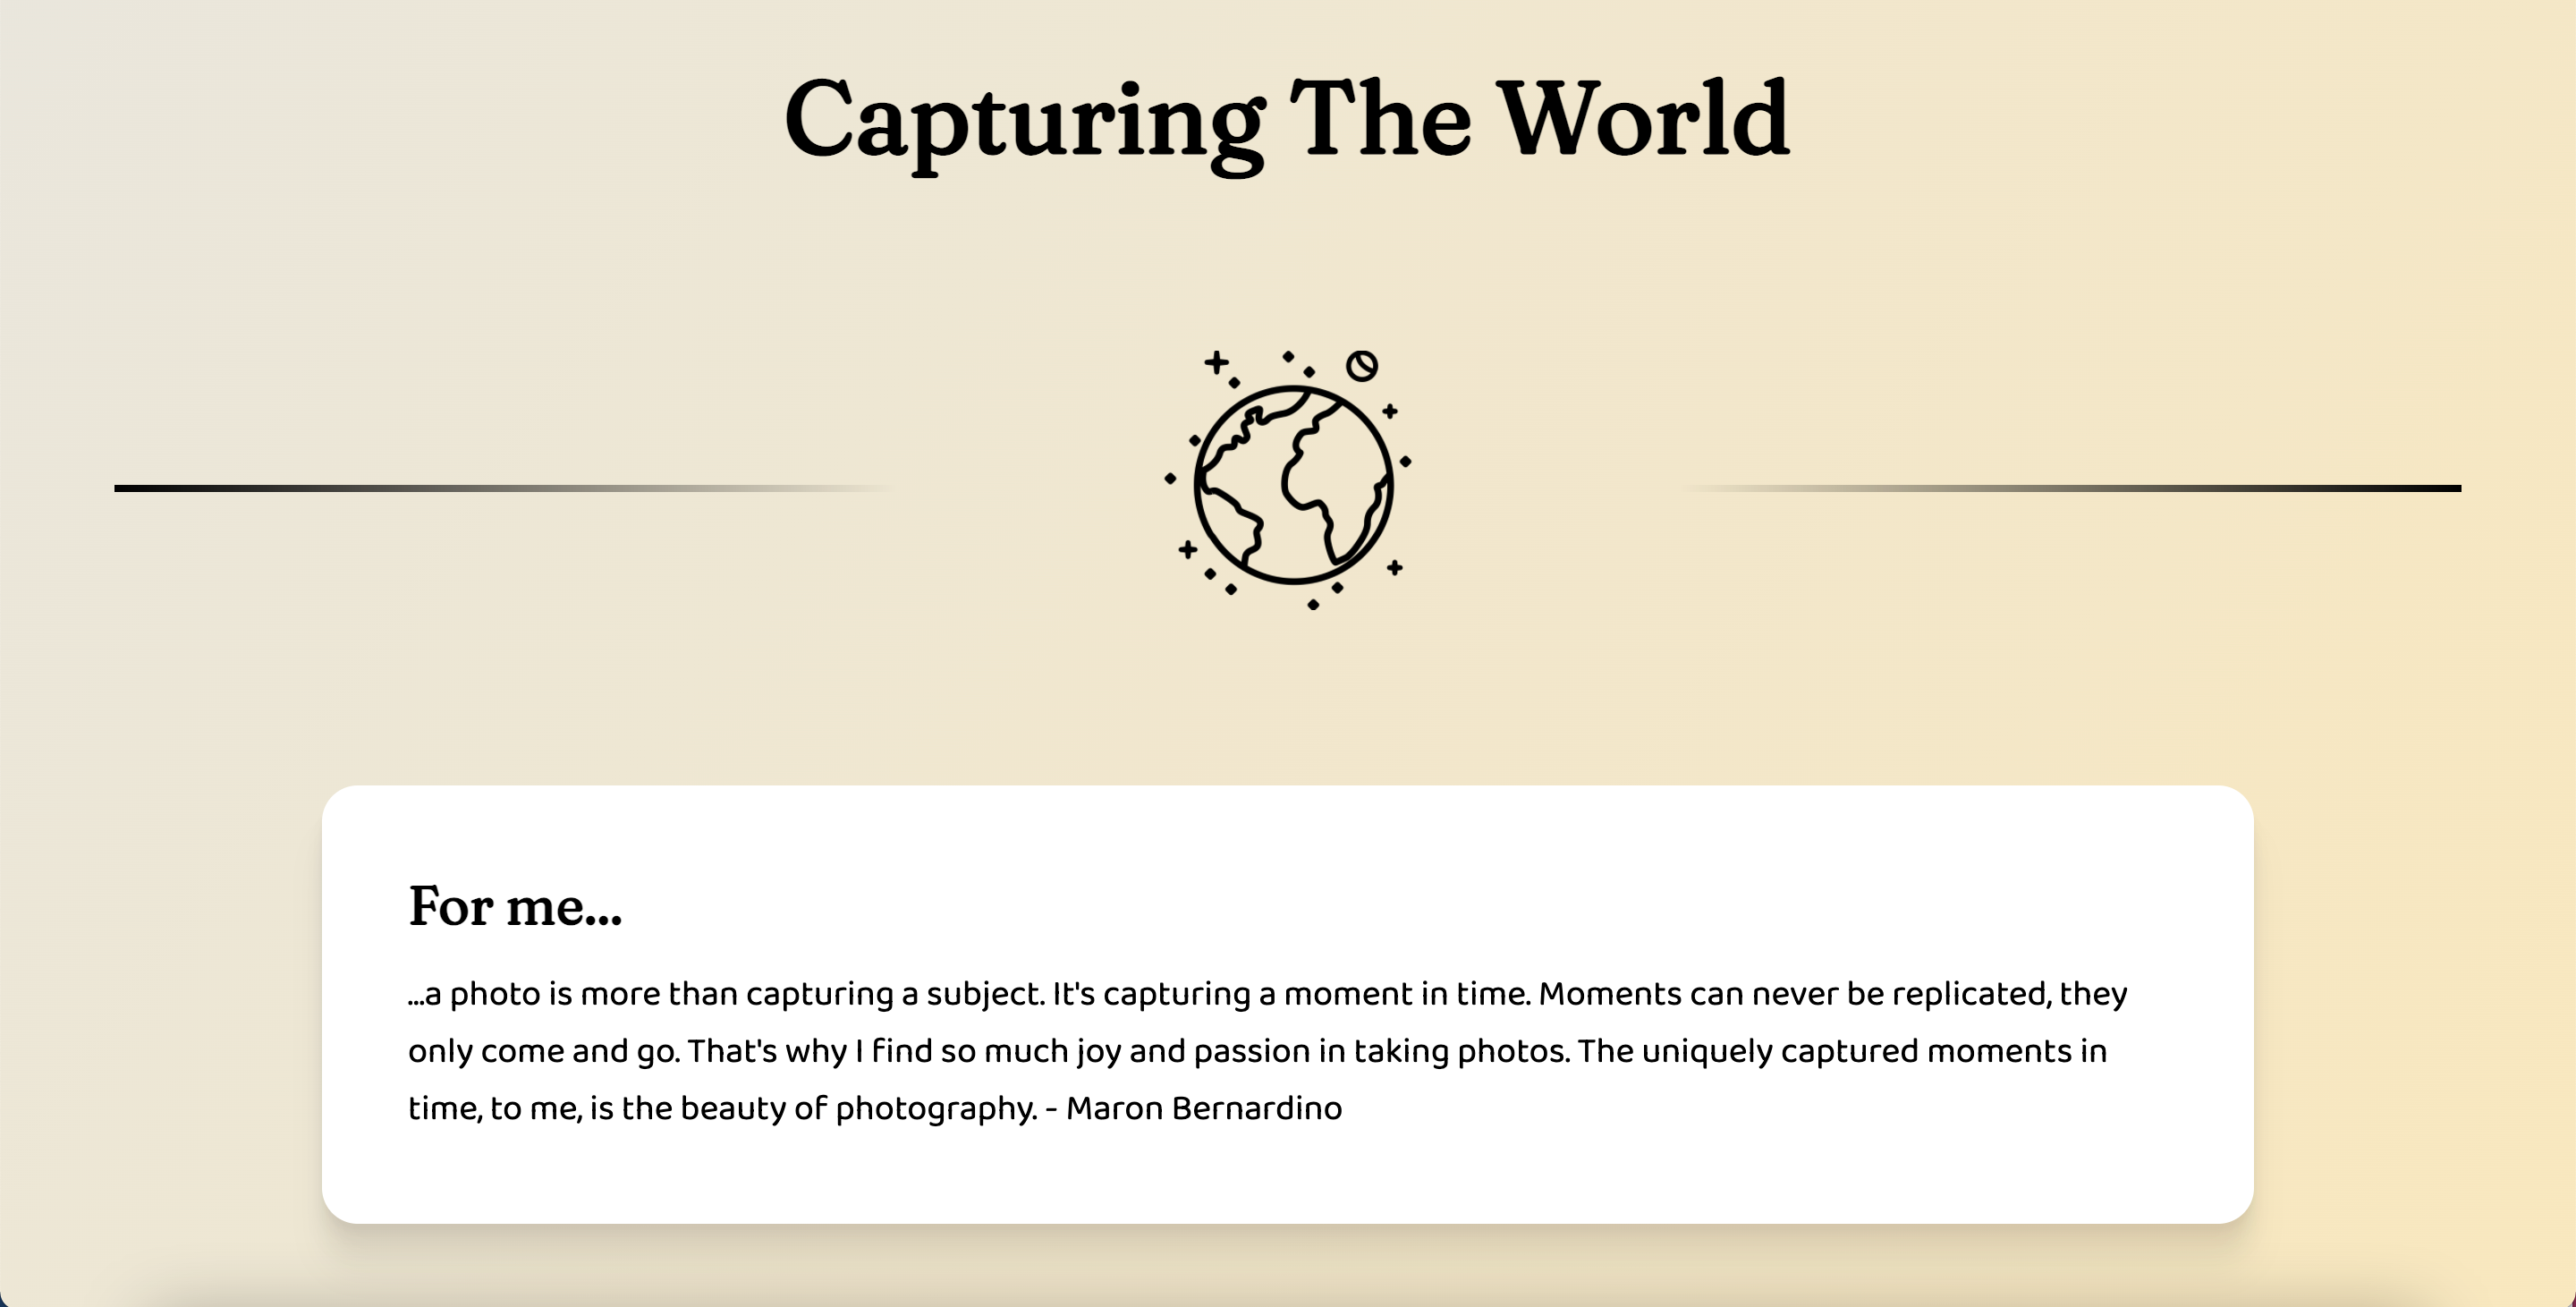 Capturing The World
For me...
...a photo is more than capturing a subject. It's capturing a moment in time. Moments can never be replicated, they
only come and go. That's why I find so much joy and passion in taking photos. The uniquely captured moments in
time, to me, is the beauty of photography. - Maron Bernardino